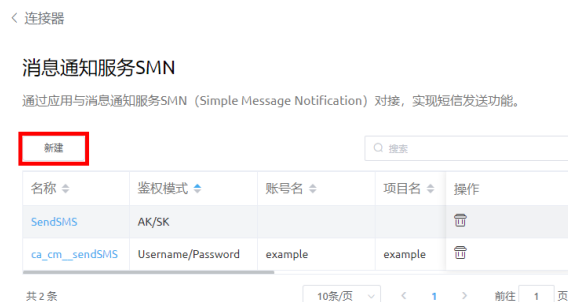 < 连接器
消息通知服务SMN
通过应用与消息通知服务SMN（Simple Message Notification）对接，实现短信发送功能。
新建 搜索
名称 鉴权模式 账号名 项目名 操作
SendSMS AK/SK
ca_cm__sendSMS Username/Password example example
共 2 条 10条/页 < 1 > 前往 1 页